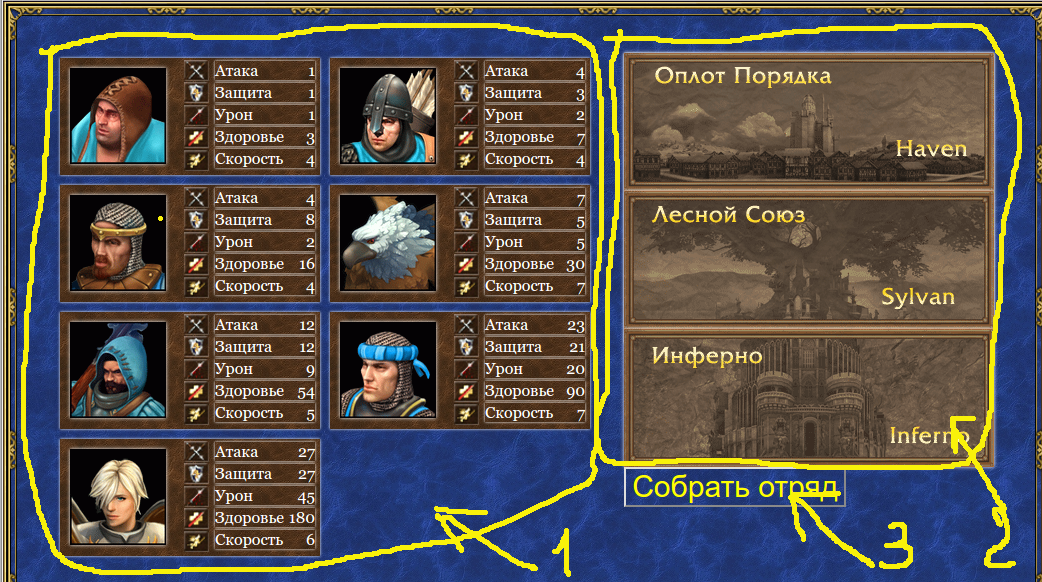 Атака 1
Защита 1
Урон 1
Здоровье 3
Скорость 4
Атака 4
Защита 3
Урон 2
Здоровье 7
Скорость 4
Атака 4
Защита 8
Урон 2
Здоровье 16
Скорость 4
Атака 7
Защита 5
Урон 5
Здоровье 30
Скорость 7
Атака 12
Защита 12
Урон 9
Здоровье 54
Скорость 5
Атака 23
Защита 21
Урон 20
Здоровье 90
Скорость 7
Атака 27
Защита 27
Урон 45
Здоровье 180
Скорость 6
1
Оплот Порядка
Haven
Лесной Союз
Sylvan
Инферно
Inferno
2
Собрать отряд
3